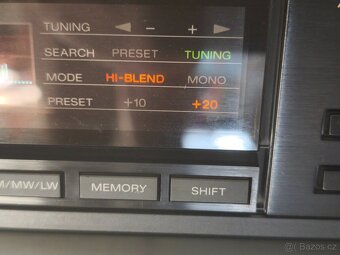 TUNING ◄ – + ►
SEARCH PRESET TUNING
MODE HI-BLEND MONO
PRESET +10 +20
M/MW/LW MEMORY SHIFT
© Bazos.cz